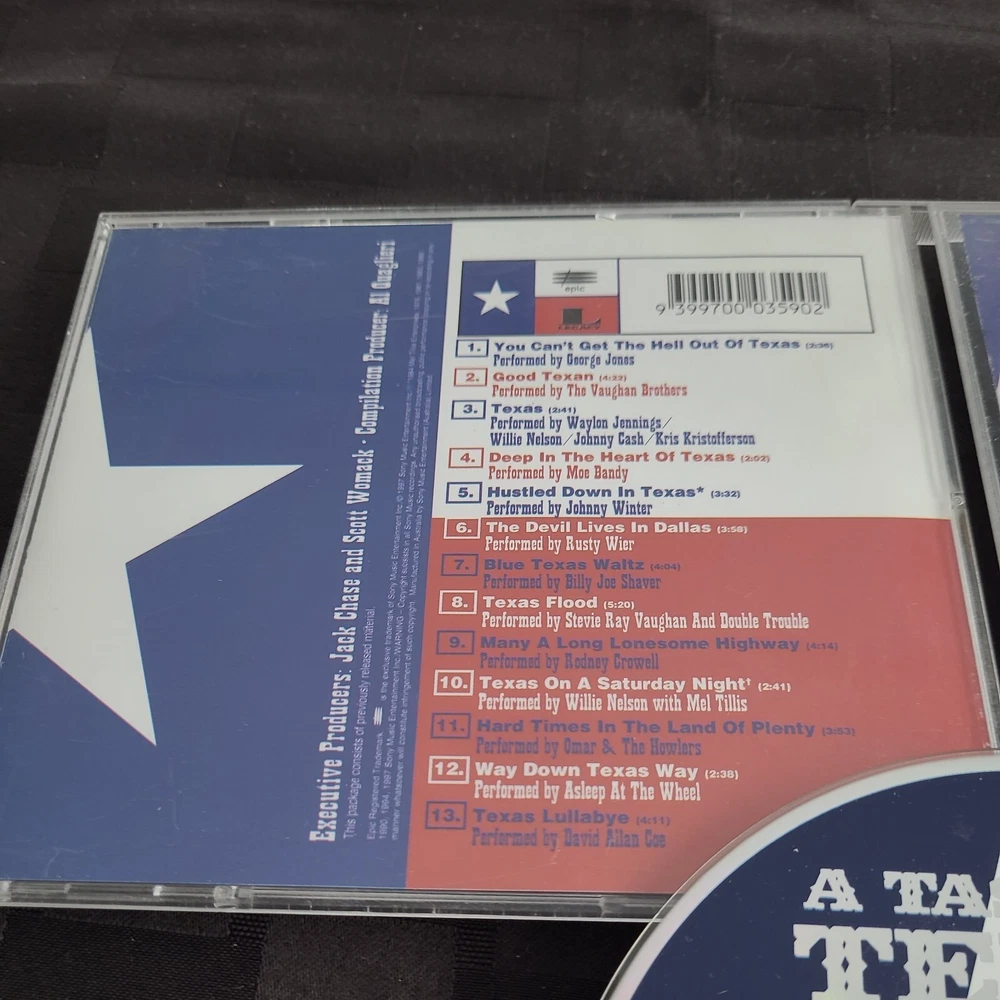 Executive Producers: Jack Chase and Scott Womack · Compilation Producer: Al Quaglieri
This package consists of previously released material.
epic
9 399700 035902
1. You Can't Get The Hell Out Of Texas (2:36)
Performed by George Jones
2. Good Texan (4:22)
Performed by The Vaughan Brothers
3. Texas (2:41)
Performed by Waylon Jennings/
Willie Nelson/Johnny Cash/Kris Kristofferson
4. Deep In The Heart Of Texas (2:02)
Performed by Moe Bandy
5. Hustled Down In Texas* (3:32)
Performed by Johnny Winter
6. The Devil Lives In Dallas (3:58)
Performed by Rusty Wier
7. Blue Texas Waltz (4:04)
Performed by Billy Joe Shaver
8. Texas Flood (5:20)
Performed by Stevie Ray Vaughan And Double Trouble
9. Many A Long Lonesome Highway (4:14)
Performed by Rodney Crowell
10. Texas On A Saturday Night† (2:41)
Performed by Willie Nelson with Mel Tillis
11. Hard Times In The Land Of Plenty (3:53)
Performed by Omar & The Howlers
12. Way Down Texas Way (2:38)
Performed by Asleep At The Wheel
13. Texas Lullabye (4:11)
Performed by David Allan Coe
A TA
TE